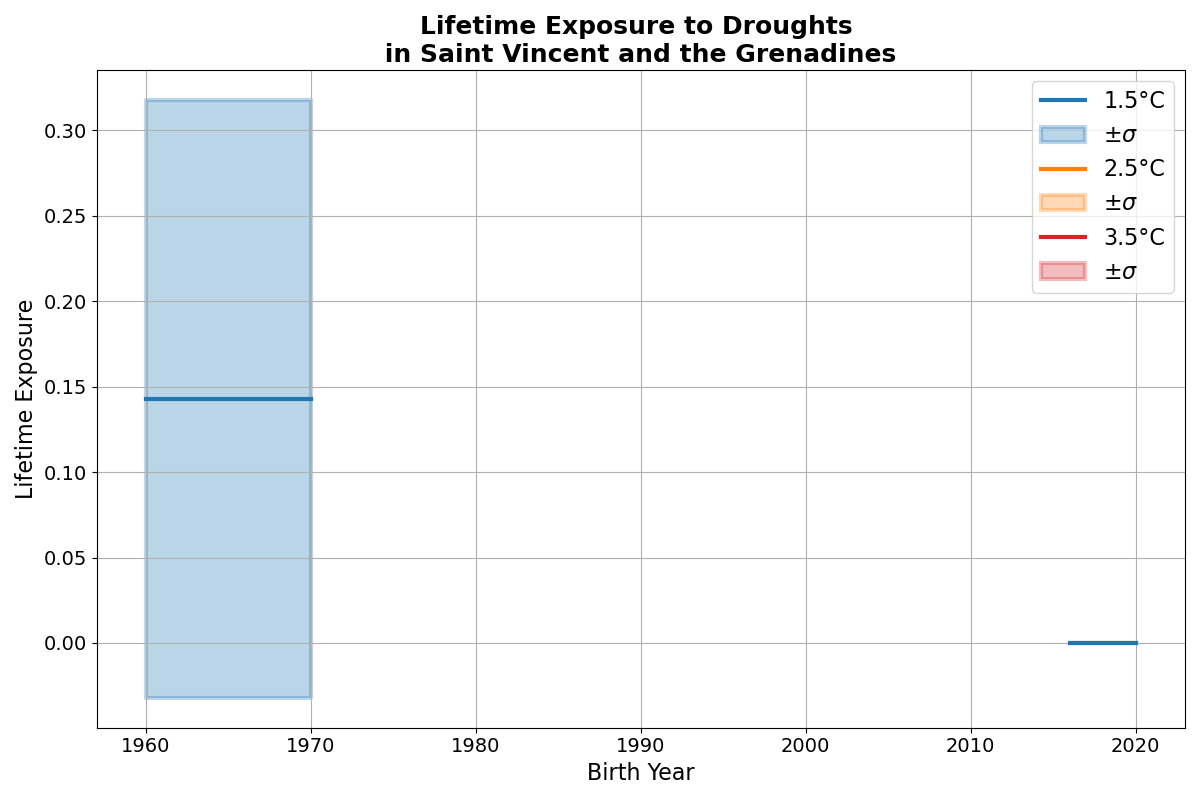 Lifetime Exposure to Droughts
in Saint Vincent and the Grenadines
1.5°C
±σ
2.5°C
±σ
3.5°C
±σ
0.30
0.25
0.20
0.15
0.10
0.05
0.00
Lifetime Exposure
1960 1970 1980 1990 2000 2010 2020
Birth Year